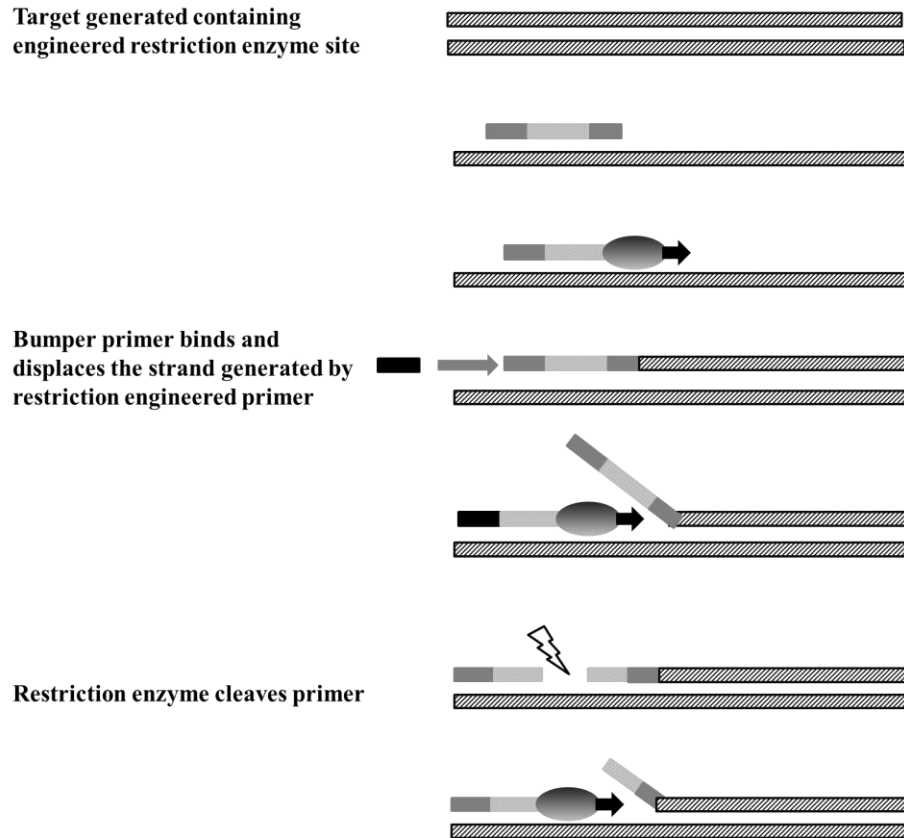 Target generated containing
engineered restriction enzyme site
Bumper primer binds and
displaces the strand generated by
restriction engineered primer
Restriction enzyme cleaves primer